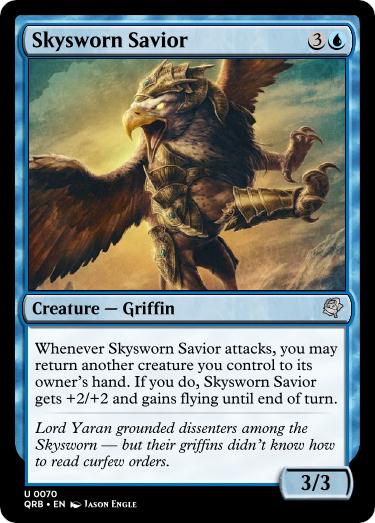 Skysworn Savior 3
Creature — Griffin
Whenever Skysworn Savior attacks, you may
return another creature you control to its
owner's hand. If you do, Skysworn Savior
gets +2/+2 and gains flying until end of turn.
Lord Yaran grounded dissenters among the
Skysworn — but their griffins didn't know how
to read curfew orders.
3/3
U 0070
QRB • EN Jason Engle